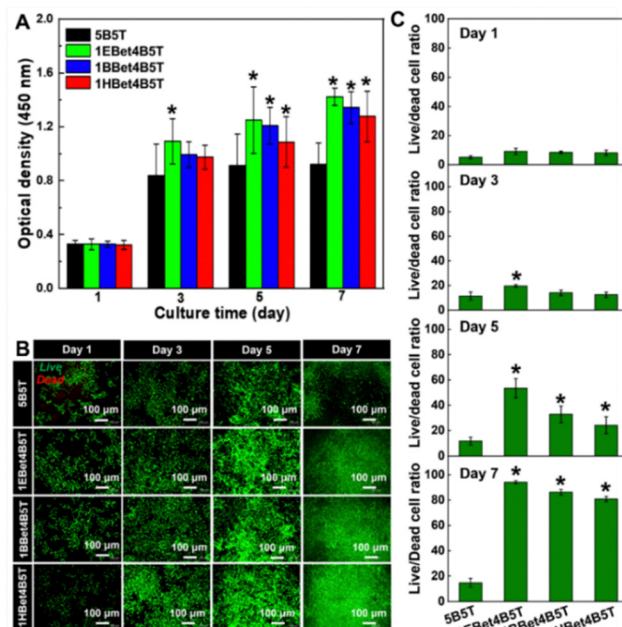 A
5B5T
1EBet4B5T
1BBet4B5T
1HBet4B5T
Optical density (450 nm)
1.8
1.2
0.8
0.4
0.0
* * * * * * *
1 3 5 7
Culture time (day)
B
Day 1 Day 3 Day 5 Day 7
5B5T
Live
Dead
100 μm 100 μm 100 μm 100 μm
1EBet4B5T
100 μm 100 μm 100 μm 100 μm
1BBet4B5T
100 μm 100 μm 100 μm 100 μm
1HBet4B5T
100 μm 100 μm 100 μm 100 μm
C
Day 1
Live/dead cell ratio
100
80
60
40
20
0
Day 3
Live/dead cell ratio
100
80
60
40
20
0
*
Day 5
Live/dead cell ratio
100
80
60
40
20
0
* * *
Day 7
Live/Dead cell ratio
100
80
60
40
20
0
* * *
5B5T